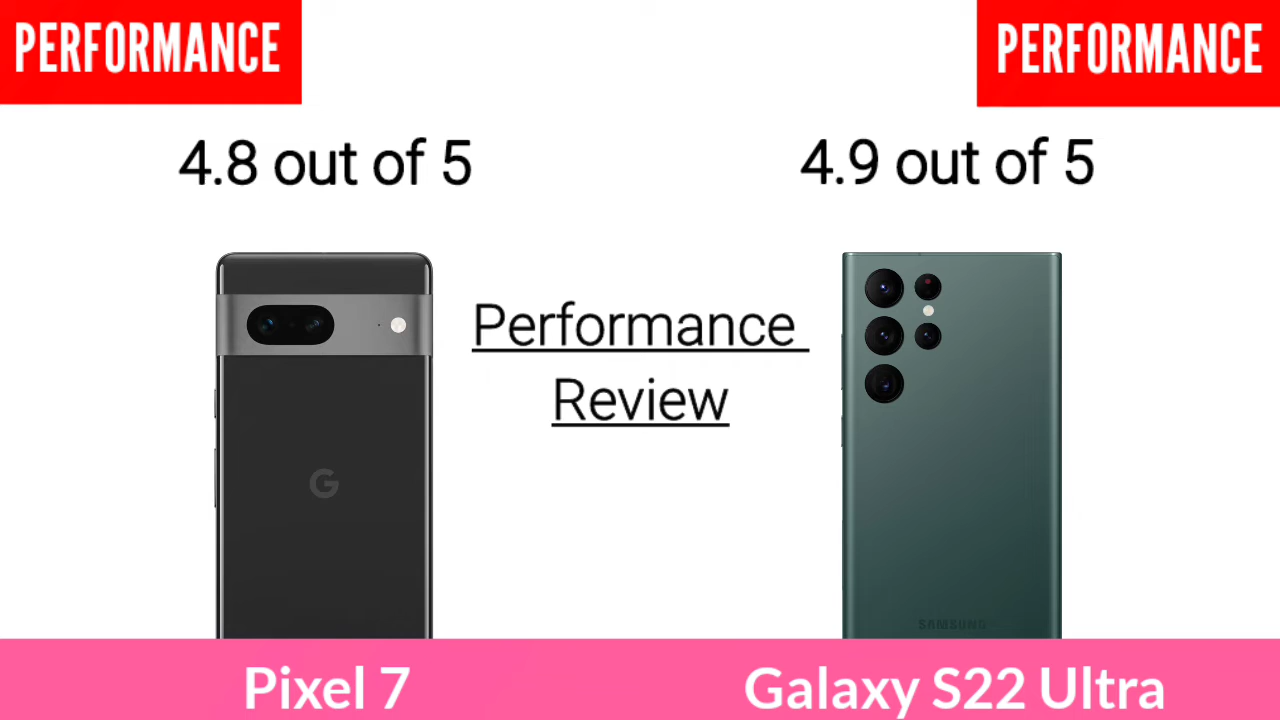 PERFORMANCE
PERFORMANCE
4.8 out of 5
4.9 out of 5
Performance
Review
G
SAMSUNG
Pixel 7
Galaxy S22 Ultra